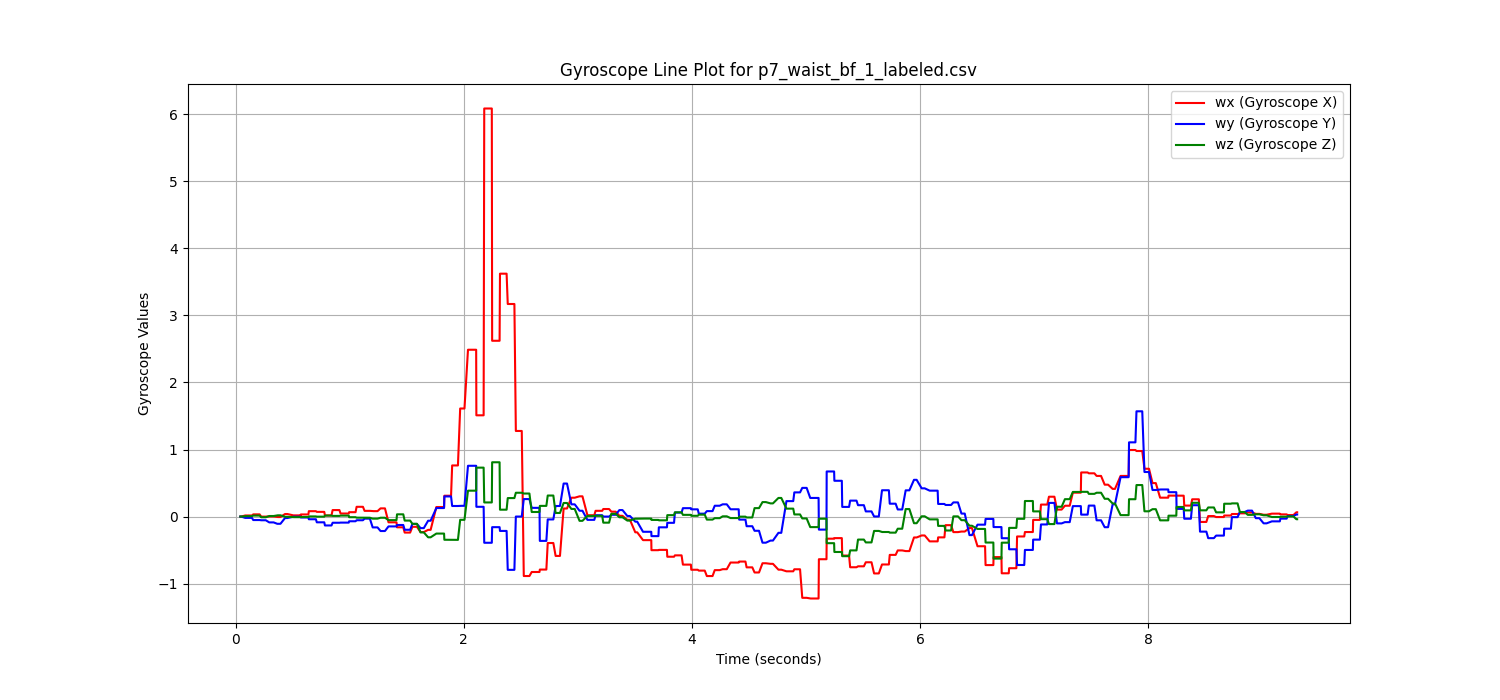 Gyroscope Line Plot for p7_waist_bf_1_labeled.csv
wx (Gyroscope X)
wy (Gyroscope Y)
wz (Gyroscope Z)
Gyroscope Values
6
5
4
3
2
1
0
−1
0 2 4 6 8
Time (seconds)